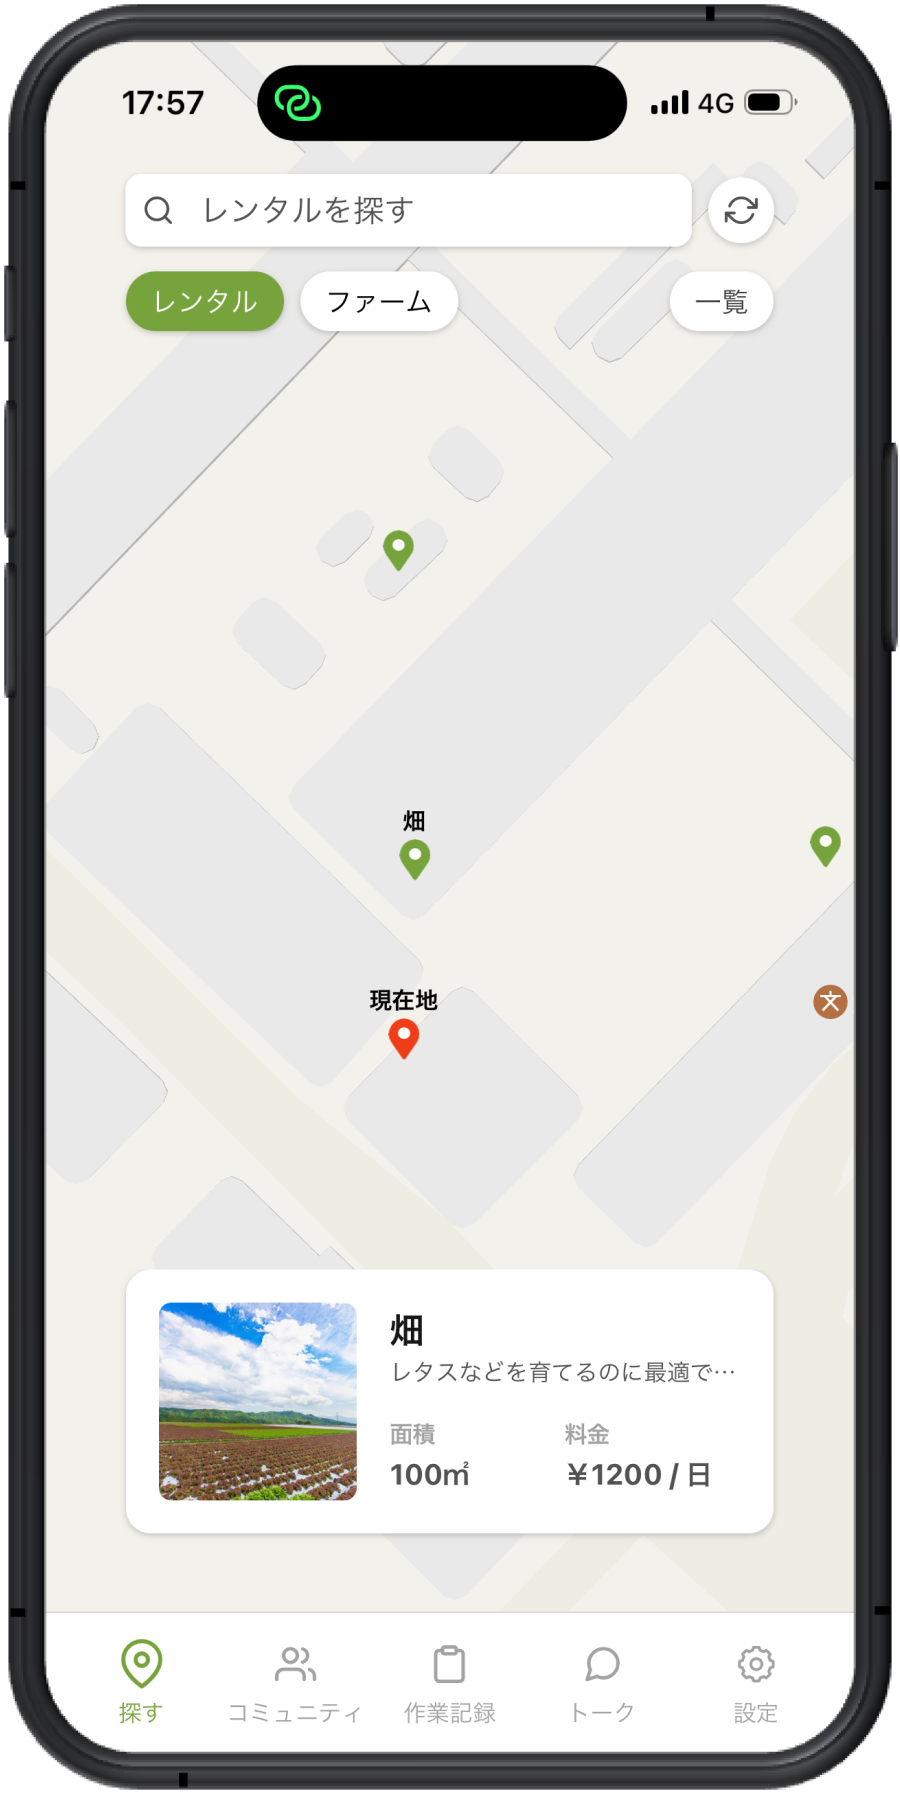 17:57
4G
レンタルを探す
レンタル
ファーム
一覧
畑
現在地
文
畑
レタスなどを育てるのに最適で…
面積
料金
100㎡
¥1200 / 日
探す
コミュニティ
作業記録
トーク
設定